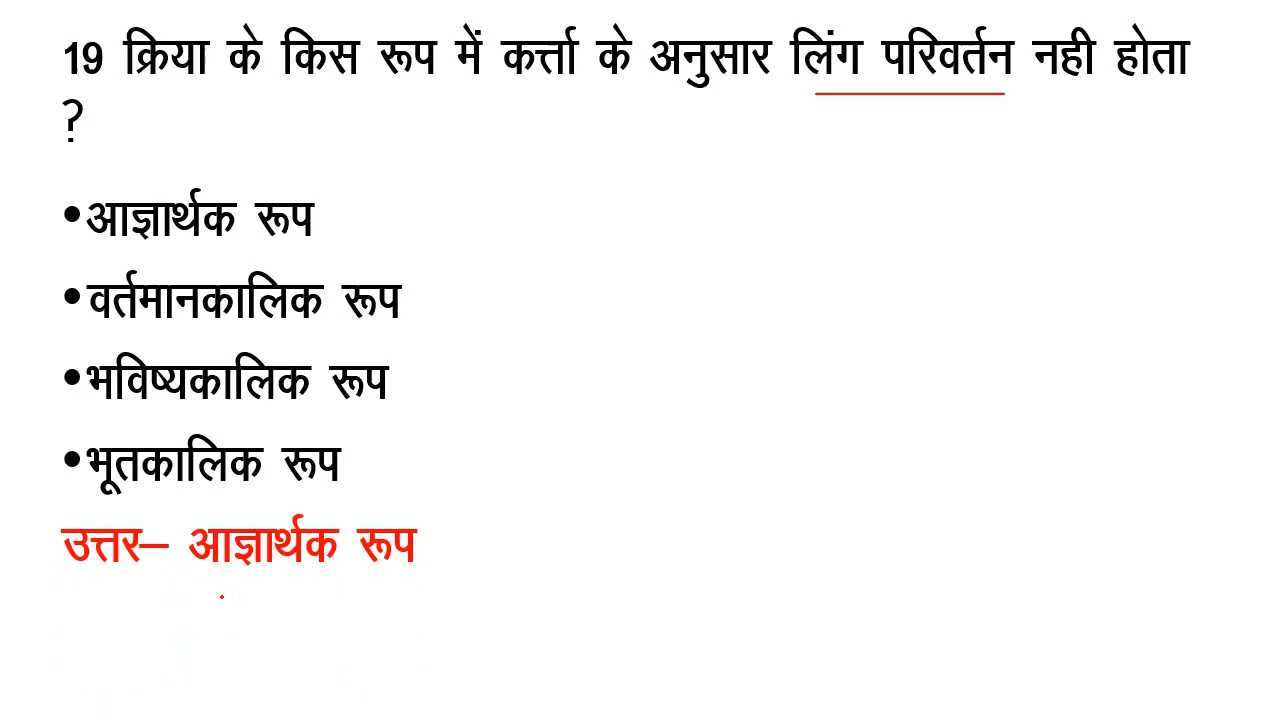 19 क्रिया के किस रूप में कर्त्ता के अनुसार लिंग परिवर्तन नही होता
?
•आज्ञार्थक रूप
•वर्तमानकालिक रूप
•भविष्यकालिक रूप
•भूतकालिक रूप
उत्तर– आज्ञार्थक रूप